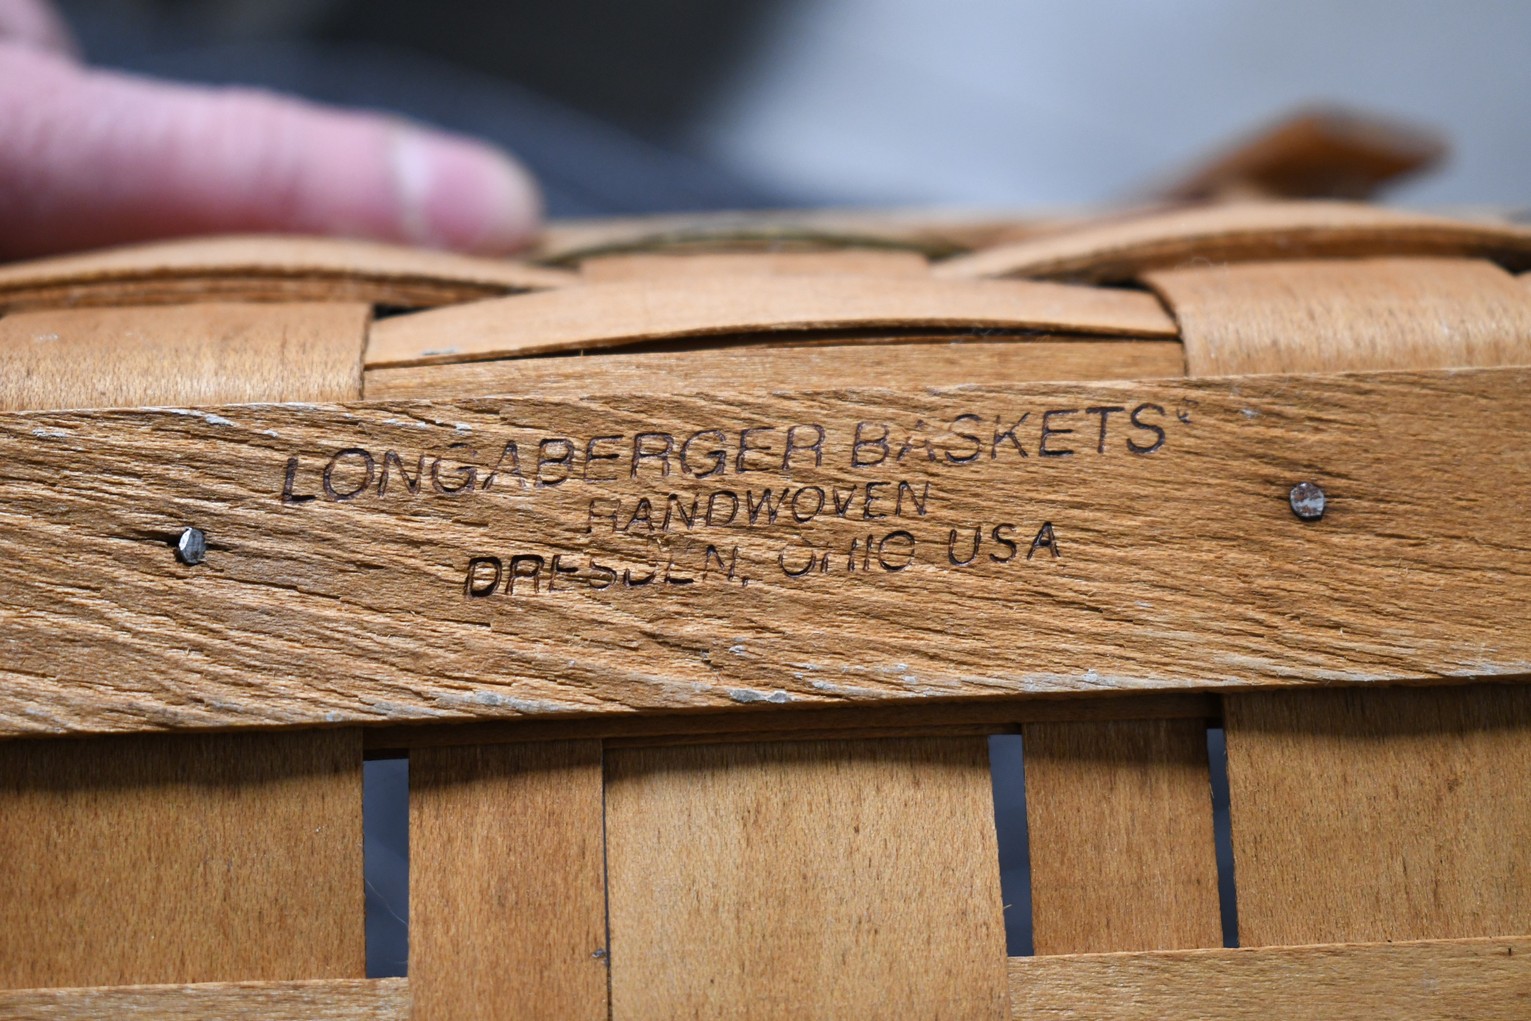 LONGABERGER BASKETS®
HANDWOVEN
DRESDEN, OHIO USA